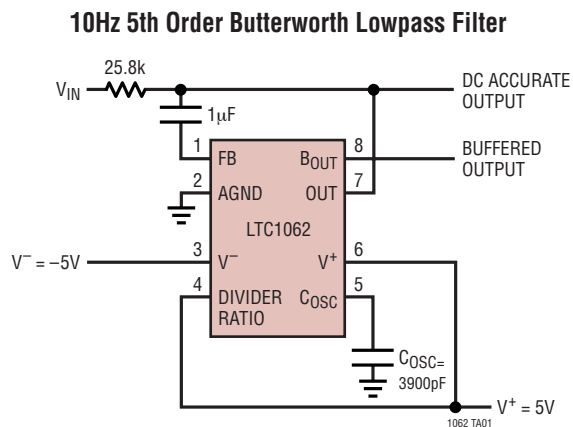 10Hz 5th Order Butterworth Lowpass Filter
25.8k
VIN
DC ACCURATE
OUTPUT
1μF
1
FB
BOUT
8
BUFFERED
OUTPUT
2
AGND
OUT
7
LTC1062
V− = −5V
3
V−
V+
6
4
DIVIDER
RATIO
COSC
5
COSC=
3900pF
V+ = 5V
1062 TA01